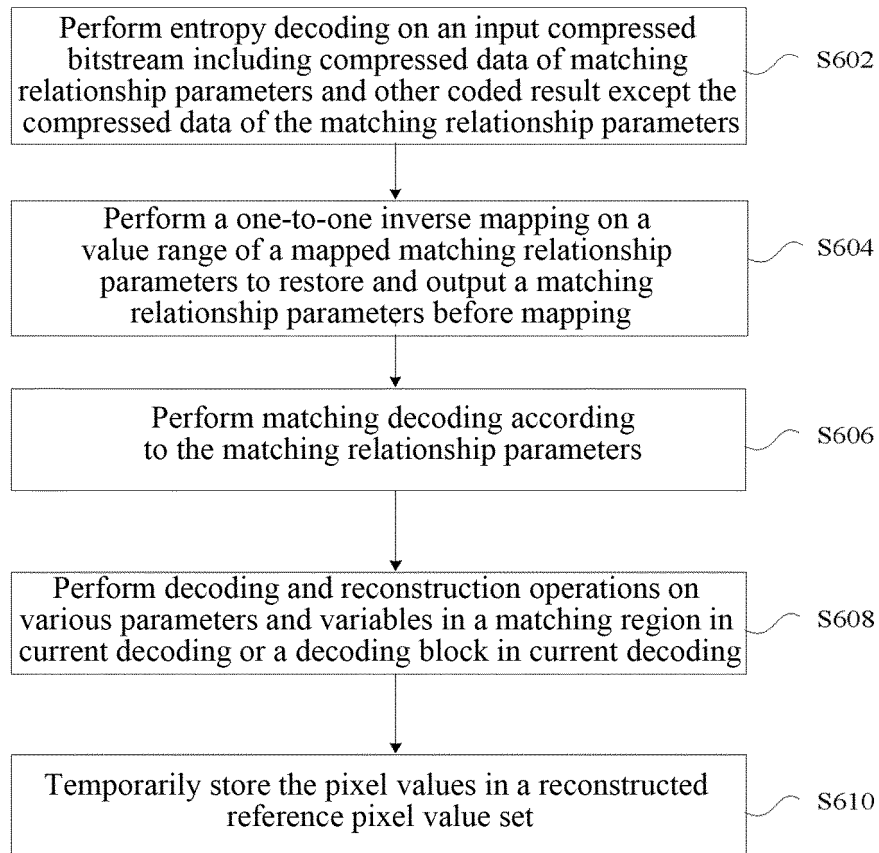 Perform entropy decoding on an input compressed
bitstream including compressed data of matching
relationship parameters and other coded result except the
compressed data of the matching relationship parameters
S602
Perform a one-to-one inverse mapping on a
value range of a mapped matching relationship
parameters to restore and output a matching
relationship parameters before mapping
S604
Perform matching decoding according
to the matching relationship parameters
S606
Perform decoding and reconstruction operations on
various parameters and variables in a matching region in
current decoding or a decoding block in current decoding
S608
Temporarily store the pixel values in a reconstructed
reference pixel value set
S610